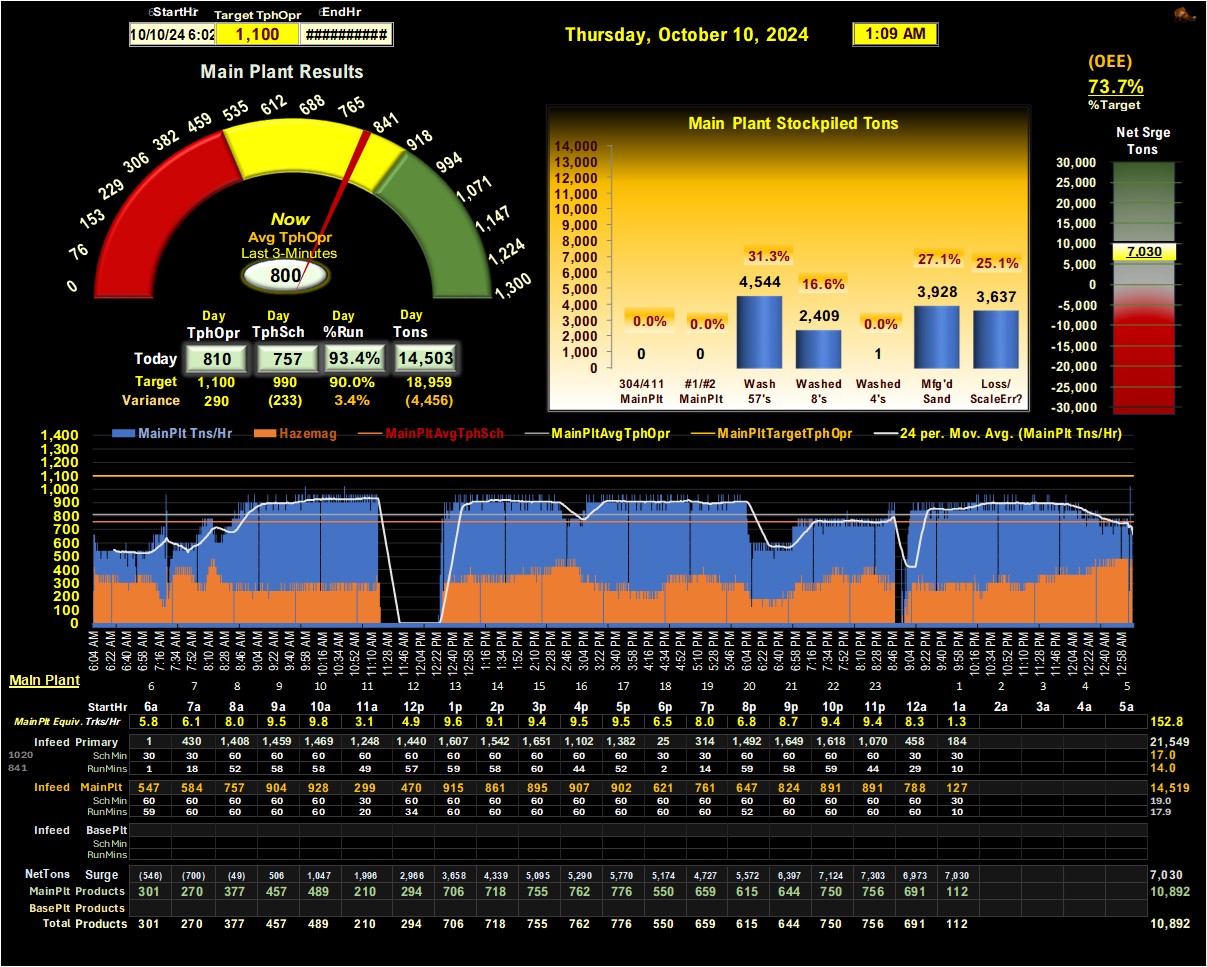 StartHr Target TphOpr EndHr
10/10/24 6:02 1,100 ##########
Thursday, October 10, 2024 1:09 AM
(OEE)
73.7%
%Target
Main Plant Results
0 76 153 229 306 382 459 535 612 688 765 841 918 994 1,071 1,147 1,224 1,300
Now
Avg TphOpr
Last 3-Minutes
800
Day Day Day Day
TphOpr TphSch %Run Tons
Today 810 757 93.4% 14,503
Target 1,100 990 90.0% 18,959
Variance 290 (233) 3.4% (4,456)
Main Plant Stockpiled Tons
14,000
13,000
12,000
11,000
10,000
9,000
8,000
7,000
6,000
5,000
4,000
3,000
2,000
1,000
0
0.0% 0.0% 31.3% 16.6% 0.0% 27.1% 25.1%
0 0 4,544 2,409 1 3,928 3,637
304/411 #1/#2 Wash Washed Washed Mfg'd Loss/
MainPlt MainPlt 57's 8's 4's Sand ScaleErr?
Net Srge
Tons
30,000
25,000
20,000
15,000
10,000
7,030
5,000
0
-5,000
-10,000
-15,000
-20,000
-25,000
-30,000
MainPlt Tns/Hr Hazemag MainPltAvgTphSch MainPltAvgTphOpr MainPltTargetTphOpr 24 per. Mov. Avg. (MainPlt Tns/Hr)
1,400
1,300
1,200
1,100
1,000
900
800
700
600
500
400
300
200
100
0
6:04 AM 6:22 AM 6:40 AM 6:58 AM 7:16 AM 7:34 AM 7:52 AM 8:10 AM 8:28 AM 8:46 AM 9:04 AM 9:22 AM 9:40 AM 9:58 AM 10:16 AM 10:34 AM 10:52 AM 11:10 AM 11:28 AM 11:46 AM 12:04 PM 12:22 PM 12:40 PM 12:58 PM 1:16 PM 1:34 PM 1:52 PM 2:10 PM 2:28 PM 2:46 PM 3:04 PM 3:22 PM 3:40 PM 3:58 PM 4:16 PM 4:34 PM 4:52 PM 5:10 PM 5:28 PM 5:46 PM 6:04 PM 6:22 PM 6:40 PM 6:58 PM 7:16 PM 7:34 PM 7:52 PM 8:10 PM 8:28 PM 8:46 PM 9:04 PM 9:22 PM 9:40 PM 9:58 PM 10:16 PM 10:34 PM 10:52 PM 11:10 PM 11:28 PM 11:46 PM 12:04 AM 12:22 AM 12:40 AM 12:58 AM
Main Plant
6 7 8 9 10 11 12 13 14 15 16 17 18 19 20 21 22 23 1 2 3 4 5
StartHr 6a 7a 8a 9a 10a 11a 12p 1p 2p 3p 4p 5p 6p 7p 8p 9p 10p 11p 12a 1a 2a 3a 4a 5a
MainPlt Equiv. Trks/Hr 5.8 6.1 8.0 9.5 9.8 3.1 4.9 9.6 9.1 9.4 9.5 9.5 6.5 8.0 6.8 8.7 9.4 9.4 8.3 1.3 152.8
Infeed Primary 1 430 1,408 1,459 1,469 1,248 1,440 1,607 1,542 1,651 1,102 1,382 25 314 1,492 1,649 1,618 1,070 458 184 21,549
1020 Sch Min 30 30 60 60 60 60 60 60 60 60 60 60 30 30 60 60 60 60 30 30 17.0
841 RunMins 1 18 52 58 58 49 57 59 58 60 44 52 2 14 59 58 59 44 29 10 14.0
Infeed MainPlt 547 584 757 904 928 299 470 915 861 895 907 902 621 761 647 824 891 891 788 127 14,519
Sch Min 60 60 60 60 60 30 60 60 60 60 60 60 60 60 60 60 60 60 60 30 19.0
RunMins 59 60 60 60 60 20 34 60 60 60 60 60 60 60 52 60 60 60 60 10 17.9
Infeed BasePlt
Sch Min
RunMins
NetTons Surge (546) (700) (49) 506 1,047 1,996 2,966 3,658 4,339 5,095 5,290 5,770 5,174 4,727 5,572 6,397 7,124 7,303 6,973 7,030 7,030
MainPlt Products 301 270 377 457 489 210 294 706 718 755 762 776 550 659 615 644 750 756 691 112 10,892
BasePlt Products
Total Products 301 270 377 457 489 210 294 706 718 755 762 776 550 659 615 644 750 756 691 112 10,892